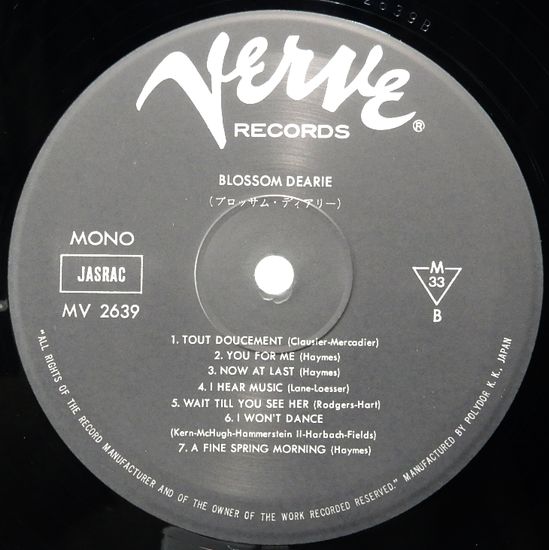 2639B
Verve
RECORDS®
BLOSSOM DEARIE
(ブロッサム・ディアリー)
MONO
JASRAC
MV 2639
M
33
B
1. TOUT DOUCEMENT (Clausier-Mercadier)
2. YOU FOR ME (Haymes)
3. NOW AT LAST (Haymes)
4. I HEAR MUSIC (Lane-Loesser)
5. WAIT TILL YOU SEE HER (Rodgers-Hart)
6. I WON'T DANCE
(Kern-McHugh-Hammerstein II-Harbach-Fields)
7. A FINE SPRING MORNING (Haymes)
"ALL RIGHTS OF THE RECORD MANUFACTURER AND OF THE OWNER OF THE WORK RECORDED RESERVED." MANUFACTURED BY POLYDOR K. K., JAPAN